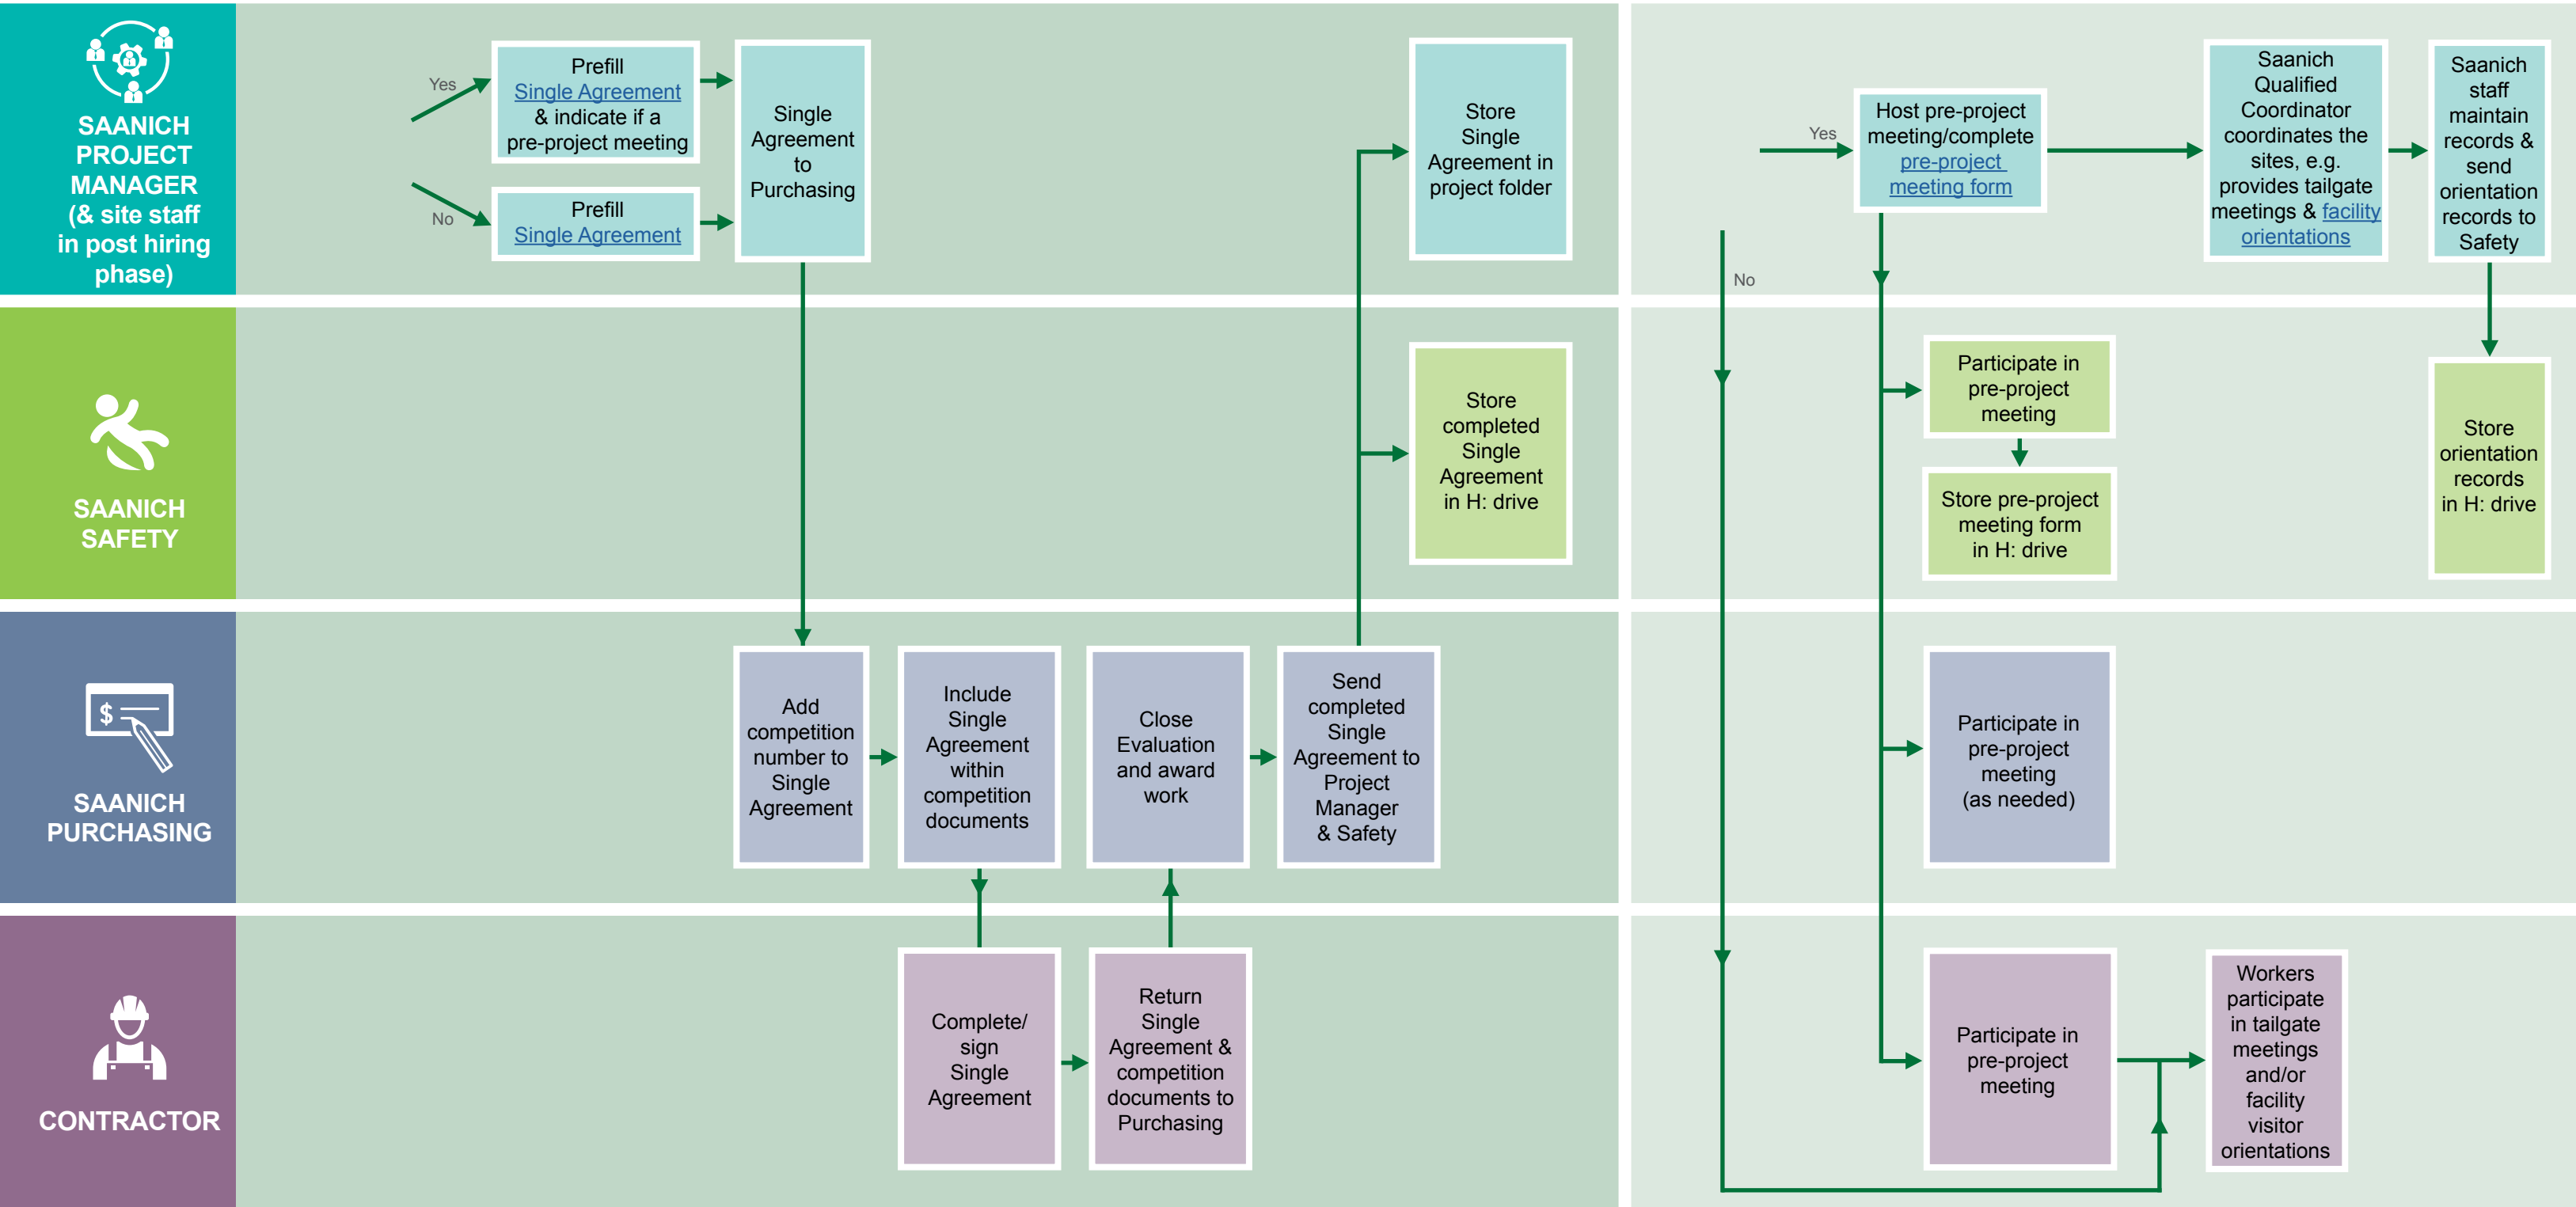 SAANICH
PROJECT
MANAGER
(& site staff
in post hiring
phase)
Yes
No
Prefill
Single Agreement
& indicate if a
pre-project meeting
Prefill
Single Agreement
Single
Agreement
to
Purchasing
Store
Single
Agreement in
project folder
Yes
No
Host pre-project
meeting/complete
pre-project
meeting form
Saanich
Qualified
Coordinator
coordinates the
sites, e.g.
provides tailgate
meetings & facility
orientations
Saanich
staff
maintain
records &
send
orientation
records to
Safety
SAANICH
SAFETY
Store
completed
Single
Agreement
in H: drive
Participate in
pre-project
meeting
Store pre-project
meeting form
in H: drive
Store
orientation
records
in H: drive
$
SAANICH
PURCHASING
Add
competition
number to
Single
Agreement
Include
Single
Agreement
within
competition
documents
Close
Evaluation
and award
work
Send
completed
Single
Agreement to
Project
Manager
& Safety
Participate in
pre-project
meeting
(as needed)
CONTRACTOR
Complete/
sign
Single
Agreement
Return
Single
Agreement &
competition
documents to
Purchasing
Participate in
pre-project
meeting
Workers
participate
in tailgate
meetings
and/or
facility
visitor
orientations